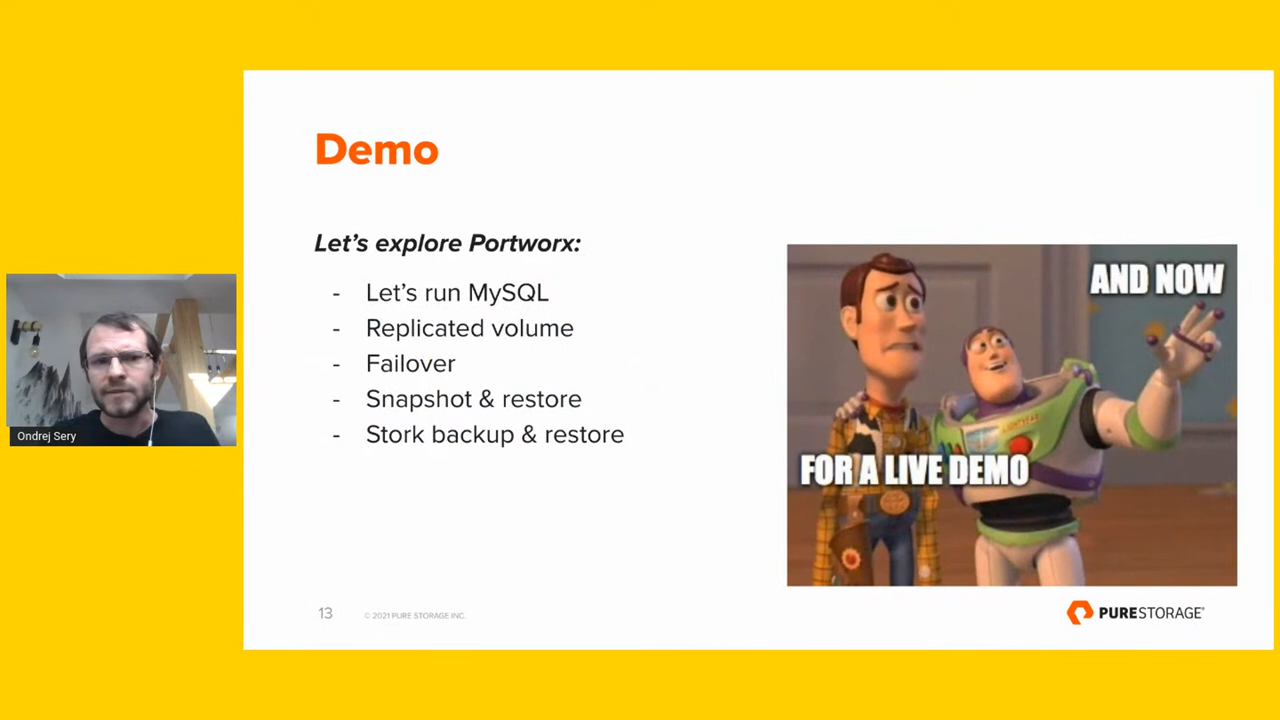 Demo
Let's explore Portworx:
- Let's run MySQL
- Replicated volume
- Failover
- Snapshot & restore
- Stork backup & restore
AND NOW
FOR A LIVE DEMO
LIGHTYEAR
Ondrej Sery
13
© 2021 PURE STORAGE INC.
PURESTORAGE®